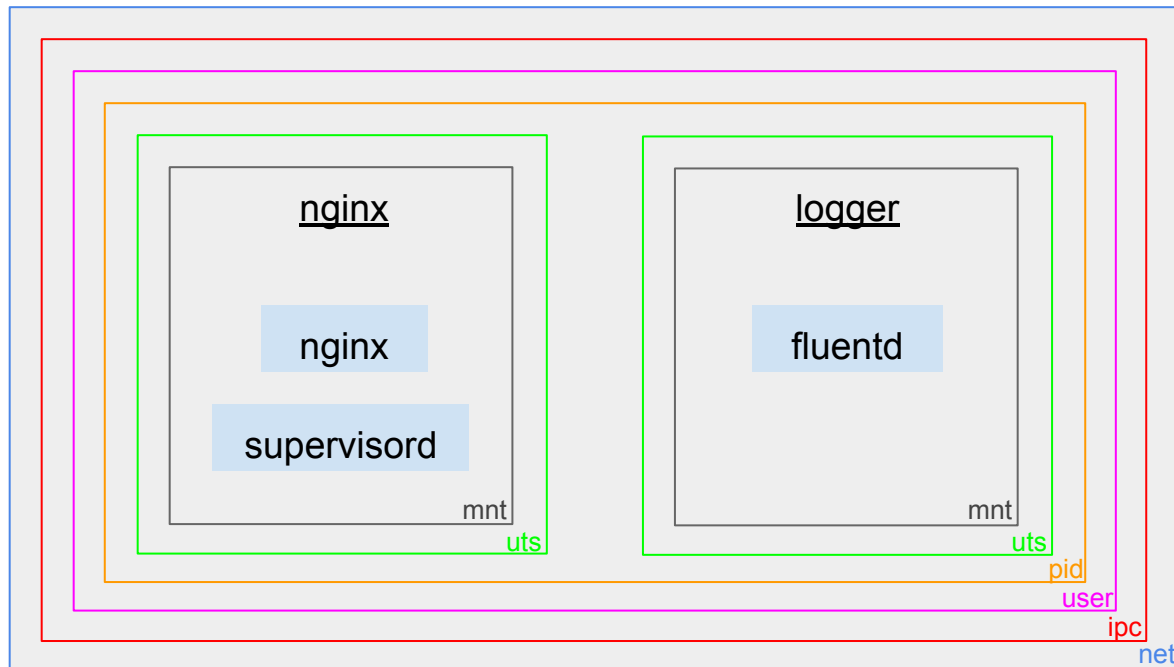 nginx
nginx
supervisord
mnt
uts
logger
fluentd
mnt
uts
pid
user
ipc
net